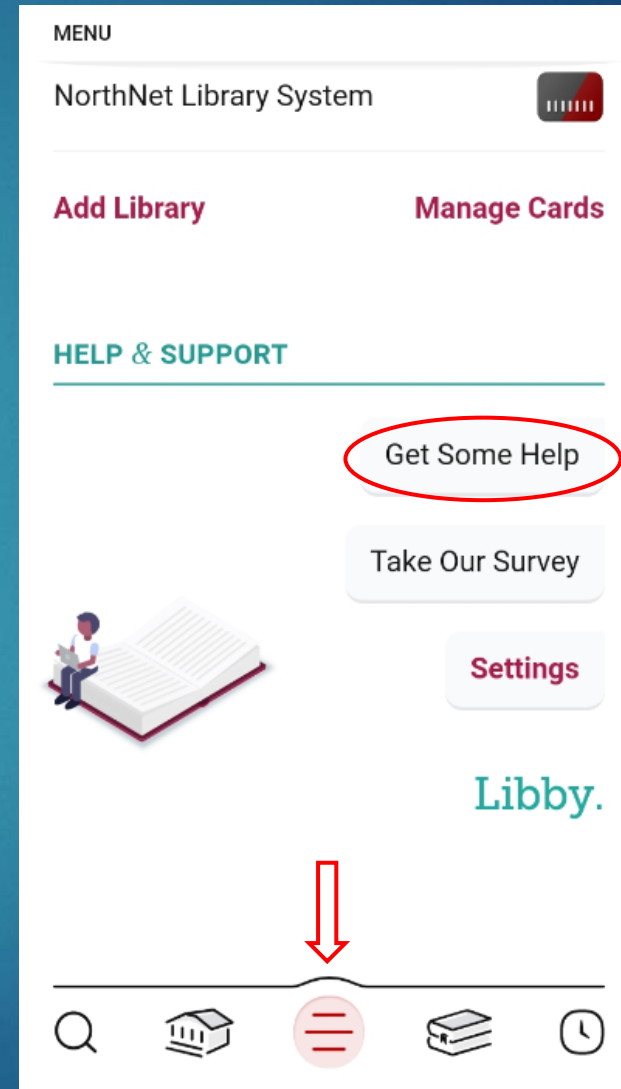 MENU
NorthNet Library System
Add Library Manage Cards
HELP & SUPPORT
Get Some Help
Take Our Survey
Settings
Libby.